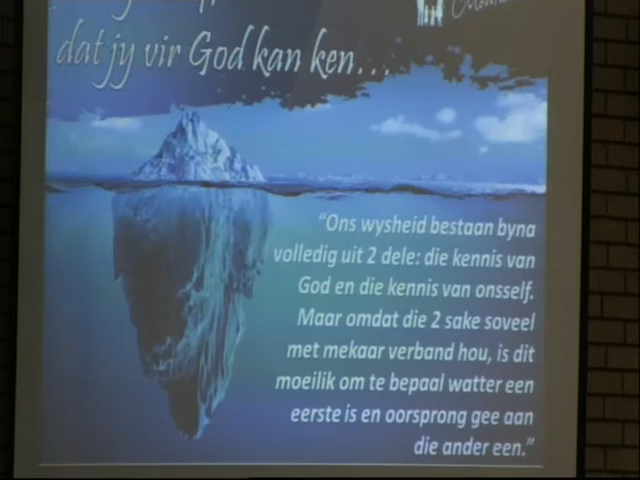 dat jy vir God kan ken...
“Ons wysheid bestaan byna
volledig uit 2 dele: die kennis van
God en die kennis van onsself.
Maar omdat die 2 sake soveel
met mekaar verband hou, is dit
moeilik om te bepaal watter een
eerste is en oorsprong gee aan
die ander een.”